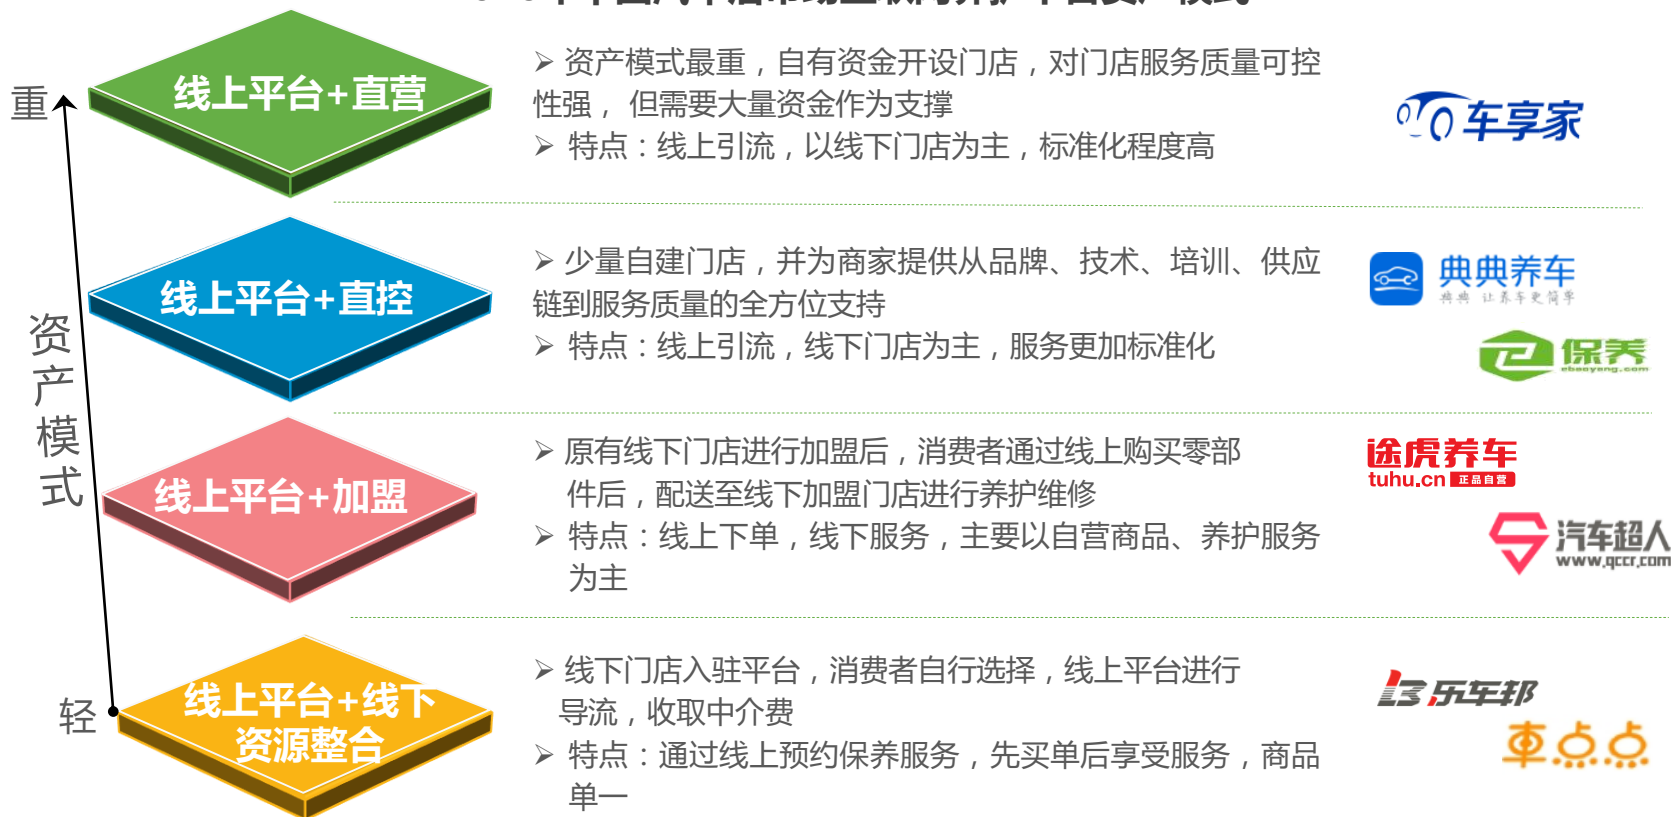 重
线上平台+直营
➢ 资产模式最重，自有资金开设门店，对门店服务质量可控
性强， 但需要大量资金作为支撑
➢ 特点：线上引流，以线下门店为主，标准化程度高
车享家
线上平台+直控
➢ 少量自建门店，并为商家提供从品牌、技术、培训、供应
链到服务质量的全方位支持
➢ 特点：线上引流，线下门店为主，服务更加标准化
典典养车
典典 让养车更简单
保养
ebaoyang.com
资产模式
线上平台+加盟
➢ 原有线下门店进行加盟后，消费者通过线上购买零部
件后，配送至线下加盟门店进行养护维修
➢ 特点：线上下单，线下服务，主要以自营商品、养护服务
为主
途虎养车
tuhu.cn 正品自营
汽车超人
www.qccr.com
轻
线上平台+线下
资源整合
➢ 线下门店入驻平台，消费者自行选择，线上平台进行
导流，收取中介费
➢ 特点：通过线上预约保养服务，先买单后享受服务，商品
单一
乐车邦
車点点